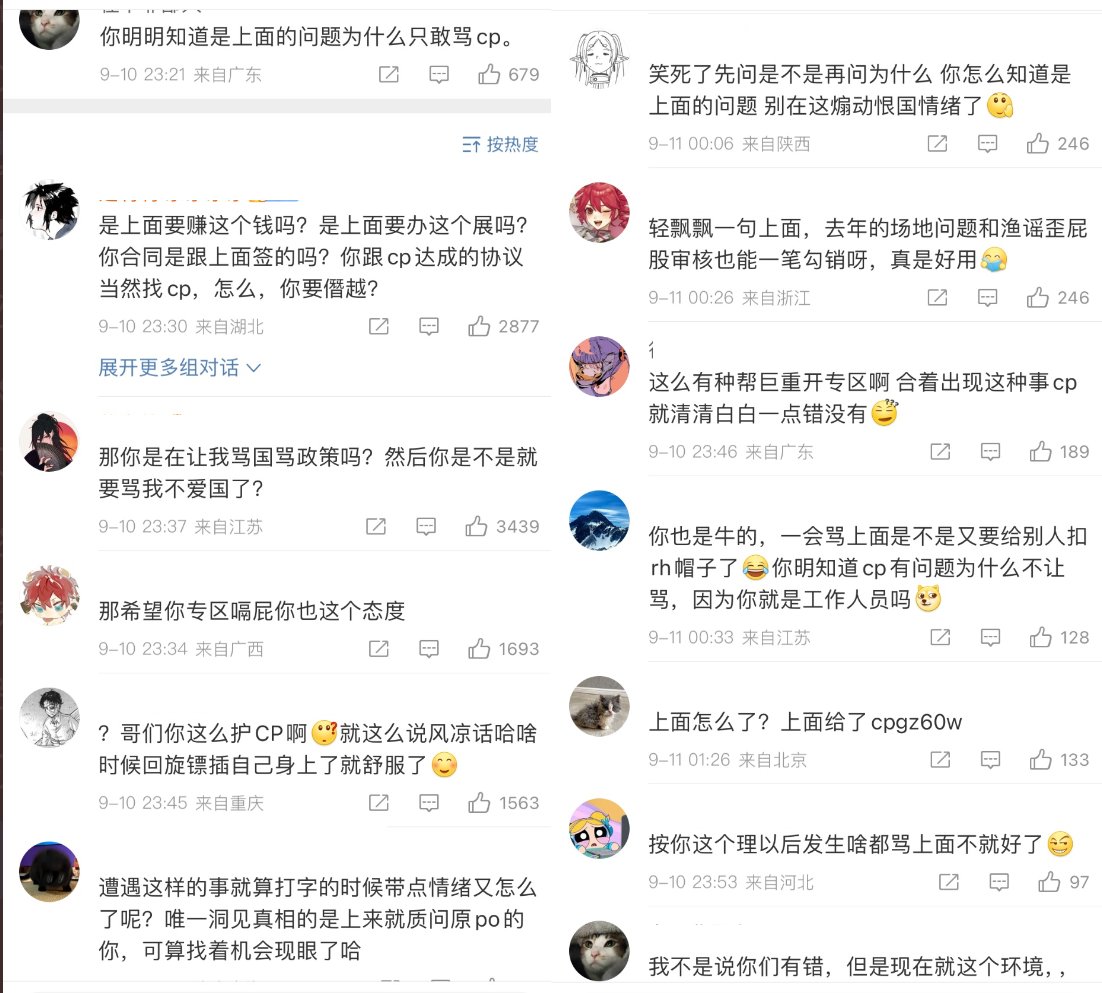 你明明知道是上面的问题为什么只敢骂cp。
9-10 23:21 来自广东
679
按热度
是上面要赚这个钱吗？是上面要办这个展吗？
你合同是跟上面签的吗？你跟cp达成的协议
当然找cp，怎么，你要僭越？
9-10 23:30 来自湖北
2877
展开更多组对话
那你是在让我骂国骂政策吗？然后你是不是就
要骂我不爱国了？
9-10 23:37 来自江苏
3439
那希望你专区嗝屁你也这个态度
9-10 23:34 来自广西
1693
？哥们你这么护CP啊就这么说风凉话哈啥
时候回旋镖插自己身上了就舒服了
9-10 23:45 来自重庆
1563
遭遇这样的事就算打字的时候带点情绪又怎么
了呢？唯一洞见真相的是上来就质问原po的
你，可算找着机会现眼了哈
笑死了先问是不是再问为什么 你怎么知道是
上面的问题 别在这煽动恨国情绪了
9-11 00:06 来自陕西
246
轻飘飘一句上面，去年的场地问题和渔谣歪屁
股审核也能一笔勾销呀，真是好用
9-11 00:26 来自浙江
246
这么有种帮巨重开专区啊 合着出现这种事cp
就清清白白一点错没有
9-10 23:46 来自广东
189
你也是牛的，一会骂上面是不是又要给别人扣
rh帽子了你明知道cp有问题为什么不让
骂，因为你就是工作人员吗
9-11 00:33 来自江苏
128
上面怎么了？上面给了cpgz60w
9-11 01:26 来自北京
133
按你这个理以后发生啥都骂上面不就好了
9-10 23:53 来自河北
97
我不是说你们有错，但是现在就这个环境，，